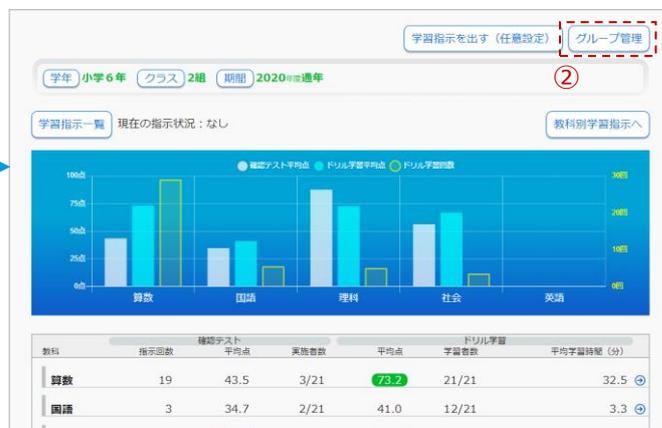 学習指示を出す（任意設定） グループ管理
②
学年 小学６年 クラス 2組 期間 2020年度通年
学習指示一覧 現在の指示状況：なし 教科別学習指示へ
確認テスト平均点 ドリル学習平均点 ドリル学習回数
100点 30回
75点
20回
50点
10回
25点
0点 0回
算数 国語 理科 社会 英語
確認テスト ドリル学習
教科 指示回数 平均点 実施者数 平均点 学習者数 平均学習時間（分）
算数 19 43.5 3/21 73.2 21/21 32.5
国語 3 34.7 2/21 41.0 12/21 3.3